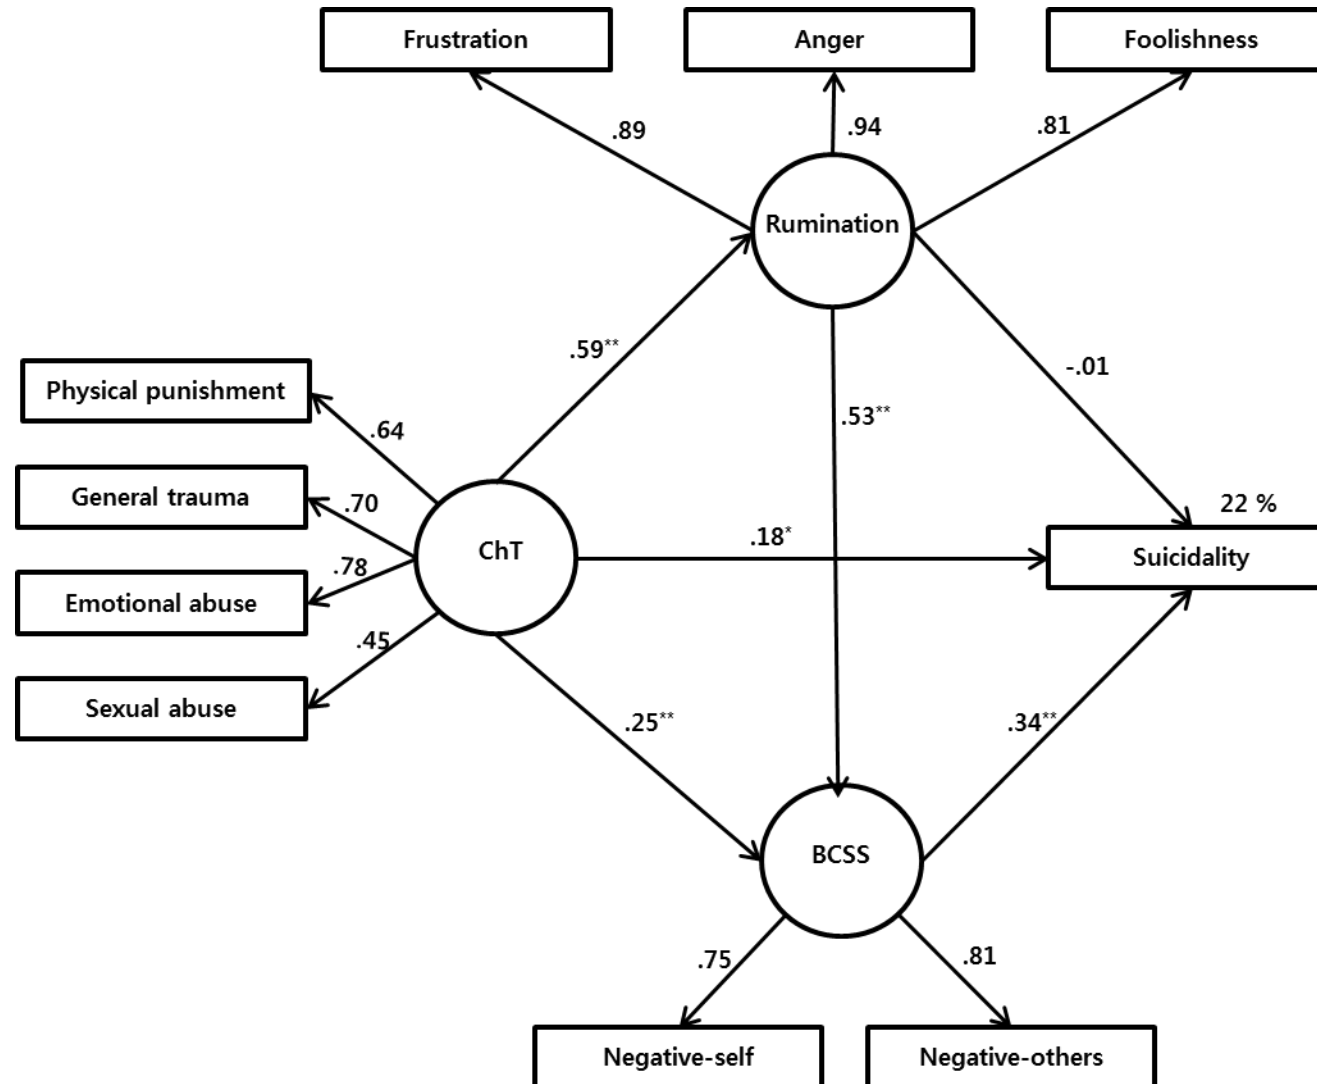 Frustration
Anger
Foolishness
.89
.94
.81
Rumination
.59**
-.01
Physical punishment
.64
.53**
General trauma
.70
22 %
ChT
.18*
Suicidality
.78
Emotional abuse
.45
Sexual abuse
.25**
.34**
BCSS
.75
.81
Negative-self
Negative-others